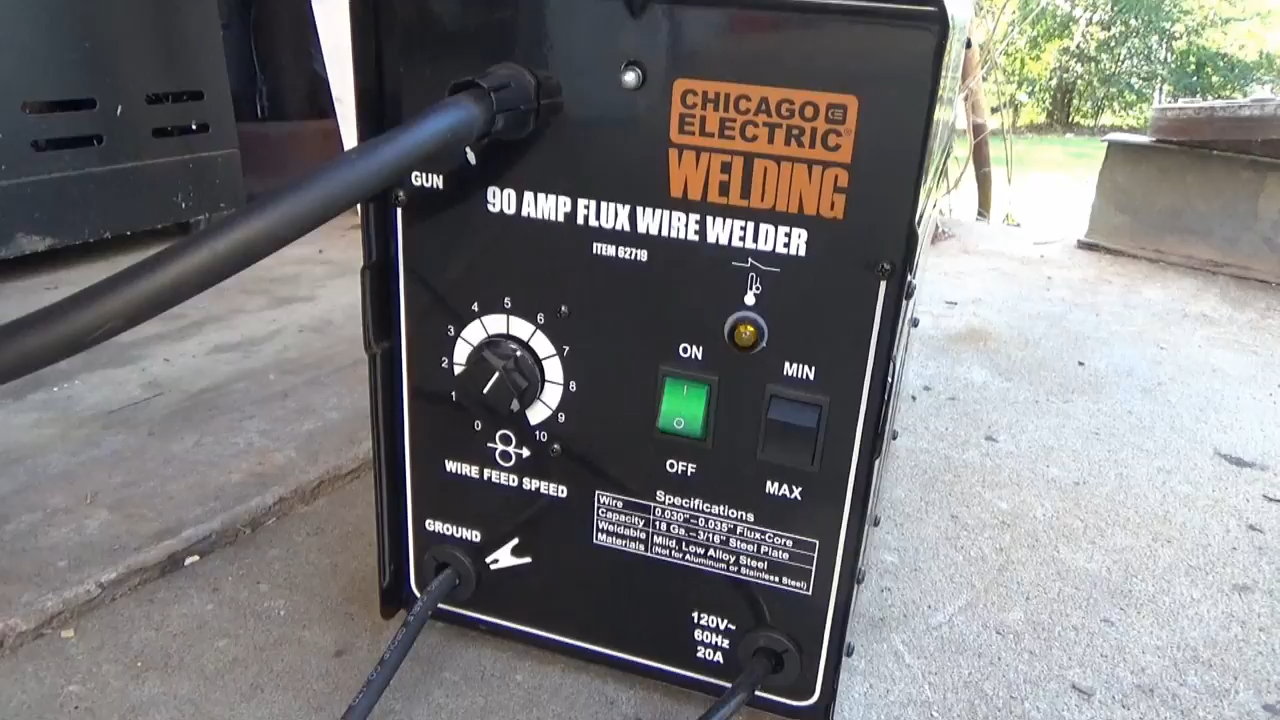 CHICAGO
ELECTRIC®
WELDING
GUN
90 AMP FLUX WIRE WELDER
ITEM 62719
0
1
2
3
4
5
6
7
8
9
10
WIRE FEED SPEED
ON
I
O
OFF
MIN
MAX
Specifications
Wire 0.030"–0.035" Flux-Core
Capacity 18 Ga.–3/16" Steel Plate
Weldable Materials Mild, Low Alloy Steel
(Not for Aluminum or Stainless Steel)
GROUND
120V~
60Hz
20A